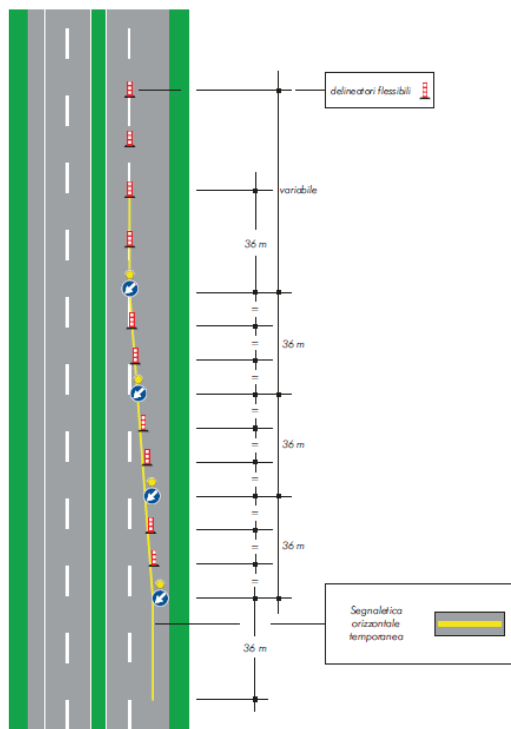 delineatori flessibili
variabile
36 m
=
=
36 m
=
=
=
36 m
=
=
=
36 m
=
Segnaletica
orizzontale
temporanea
36 m